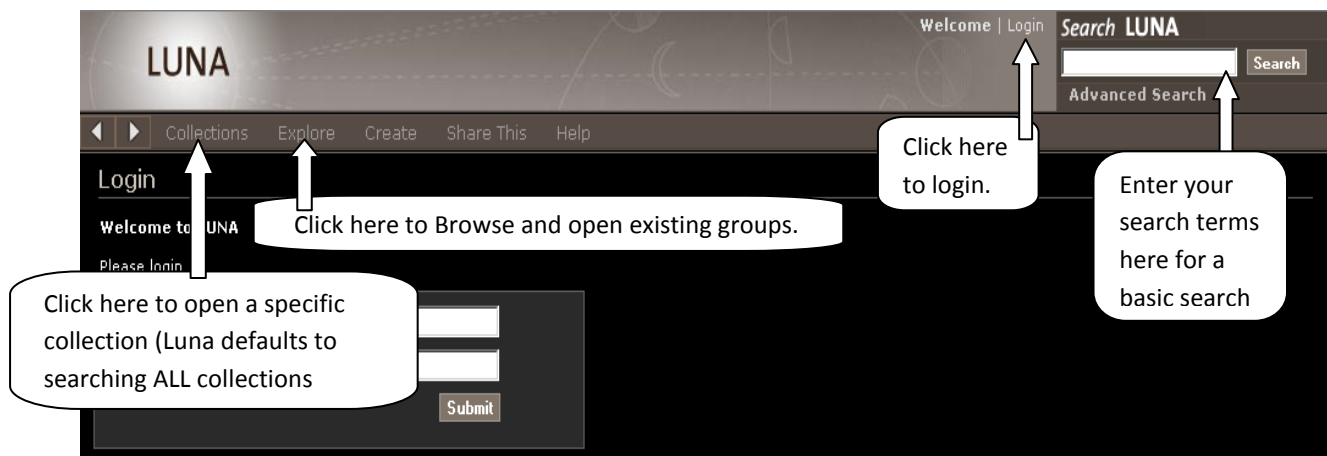 Welcome | Login
Search LUNA
LUNA
Search
Advanced Search
Collections Explore Create Share This Help
Click here
to login.
Login
Enter your
search terms
here for a
basic search
Welcome to LUNA
Click here to Browse and open existing groups.
Please login
Click here to open a specific
collection (Luna defaults to
searching ALL collections
Submit